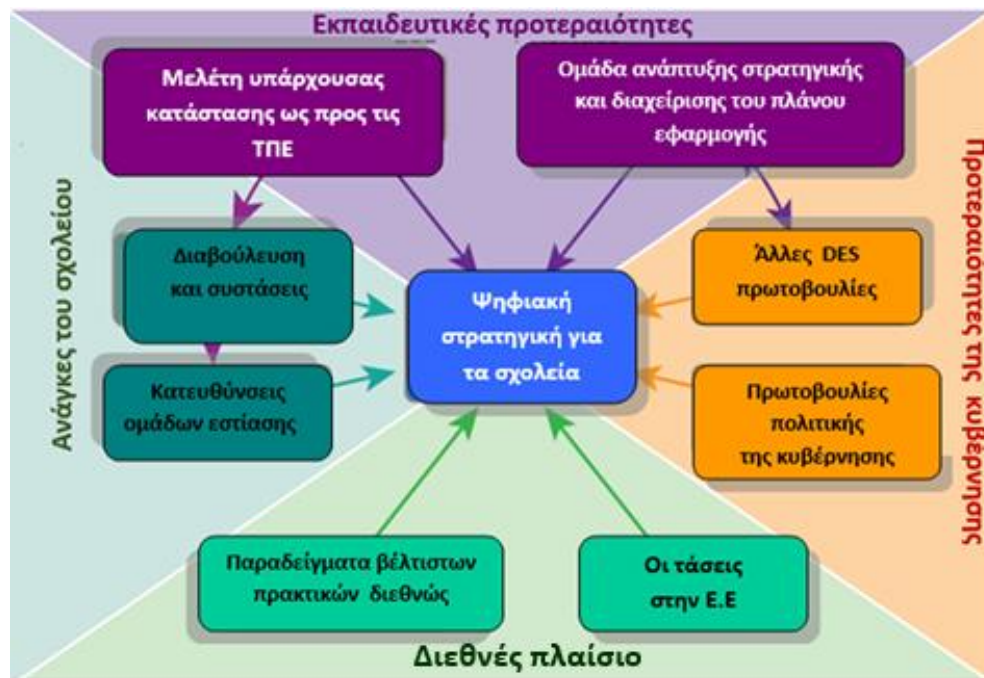 Εκπαιδευτικές προτεραιότητες
Μελέτη υπάρχουσας
κατάστασης ως προς τις
ΤΠΕ
Ομάδα ανάπτυξης στρατηγικής
και διαχείρισης του πλάνου
εφαρμογής
Ανάγκες του σχολείου
Διαβούλευση
και συστάσεις
Κατευθύνσεις
ομάδων εστίασης
Ψηφιακή
στρατηγική για
τα σχολεία
Άλλες DES
πρωτοβουλίες
Πρωτοβουλίες
πολιτικής
της κυβέρνησης
Προτεραιότητες της κυβέρνησης
Παραδείγματα βέλτιστων
πρακτικών διεθνώς
Οι τάσεις
στην Ε.Ε
Διεθνές πλαίσιο